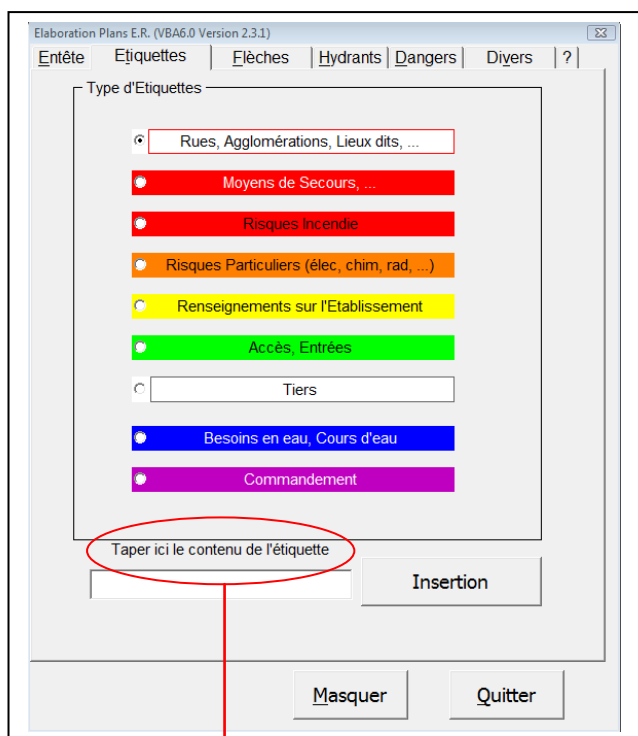 Elaboration Plans E.R. (VBA6.0 Version 2.3.1)
Entête Etiquettes Flèches Hydrants Dangers Divers ?
Type d'Etiquettes
Rues, Agglomérations, Lieux dits, ...
Moyens de Secours, ...
Risques Incendie
Risques Particuliers (élec, chim, rad, ...)
Renseignements sur l'Etablissement
Accès, Entrées
Tiers
Besoins en eau, Cours d'eau
Commandement
Taper ici le contenu de l'étiquette
Insertion
Masquer Quitter